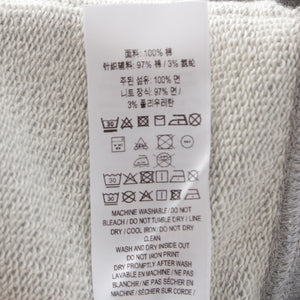 面料: 100% 棉
针织辅料: 97% 棉 / 3% 氨纶
주된 섬유: 100% 면
니트 장식: 97% 면 /
3% 폴리우레탄
MACHINE WASHABLE / DO NOT
BLEACH / DO NOT TUMBLE DRY / LINE
DRY / COOL IRON / DO NOT DRY
CLEAN
WASH AND DRY INSIDE OUT
DO NOT IRON PRINT
DRY PROMPTLY AFTER WASH
LAVABLE EN MACHINE / NE PAS
BLANCHIR / NE PAS SÉCHER EN
MACHINE / SÉCHER SUR CORDE /